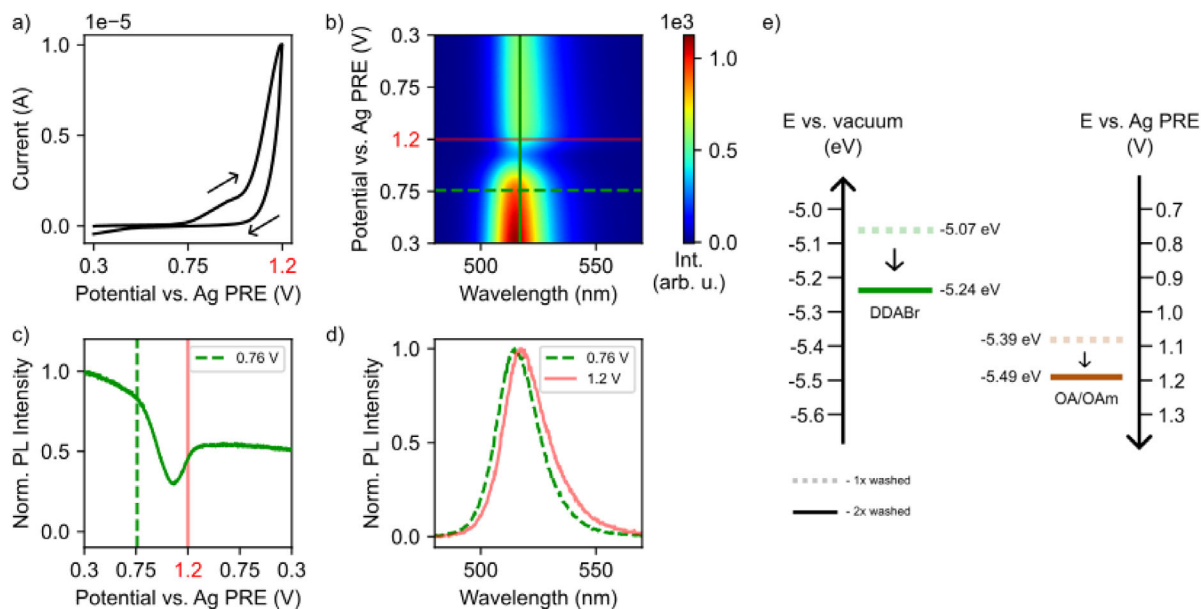 a)
1e−5
Current (A)
1.0
0.5
0.0
0.3
0.75
1.2
Potential vs. Ag PRE (V)
b)
Potential vs. Ag PRE (V)
0.3
0.75
1.2
0.75
0.3
500
550
Wavelength (nm)
1e3
1.0
0.5
0.0
Int.
(arb. u.)
c)
Norm. PL Intensity
1.0
0.5
0.0
0.76 V
0.3
0.75
1.2
0.75
0.3
Potential vs. Ag PRE (V)
d)
Norm. PL Intensity
1.0
0.5
0.0
0.76 V
1.2 V
500
550
Wavelength (nm)
e)
E vs. vacuum
(eV)
-5.0
-5.1
-5.2
-5.3
-5.4
-5.5
-5.6
-5.07 eV
-5.24 eV
DDABr
-5.39 eV
-5.49 eV
OA/OAm
E vs. Ag PRE
(V)
0.7
0.8
0.9
1.0
1.1
1.2
1.3
- 1x washed
- 2x washed